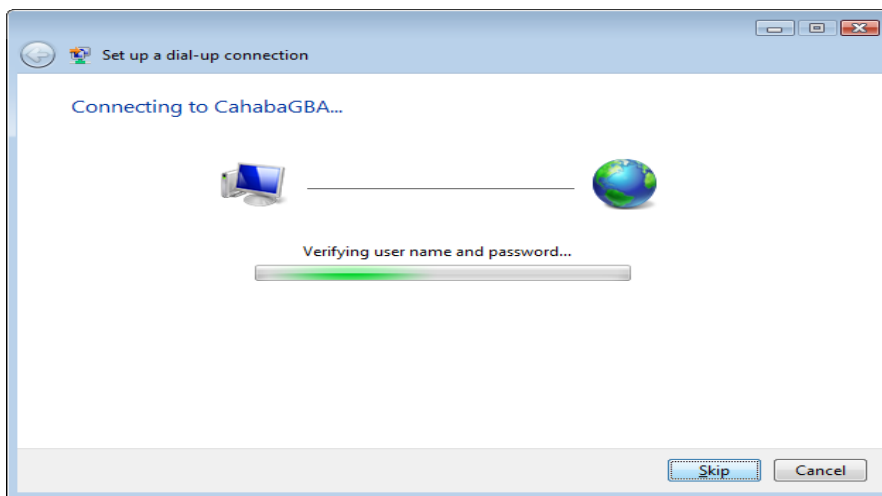 Set up a dial-up connection
Connecting to CahabaGBA...
Verifying user name and password...
Skip
Cancel